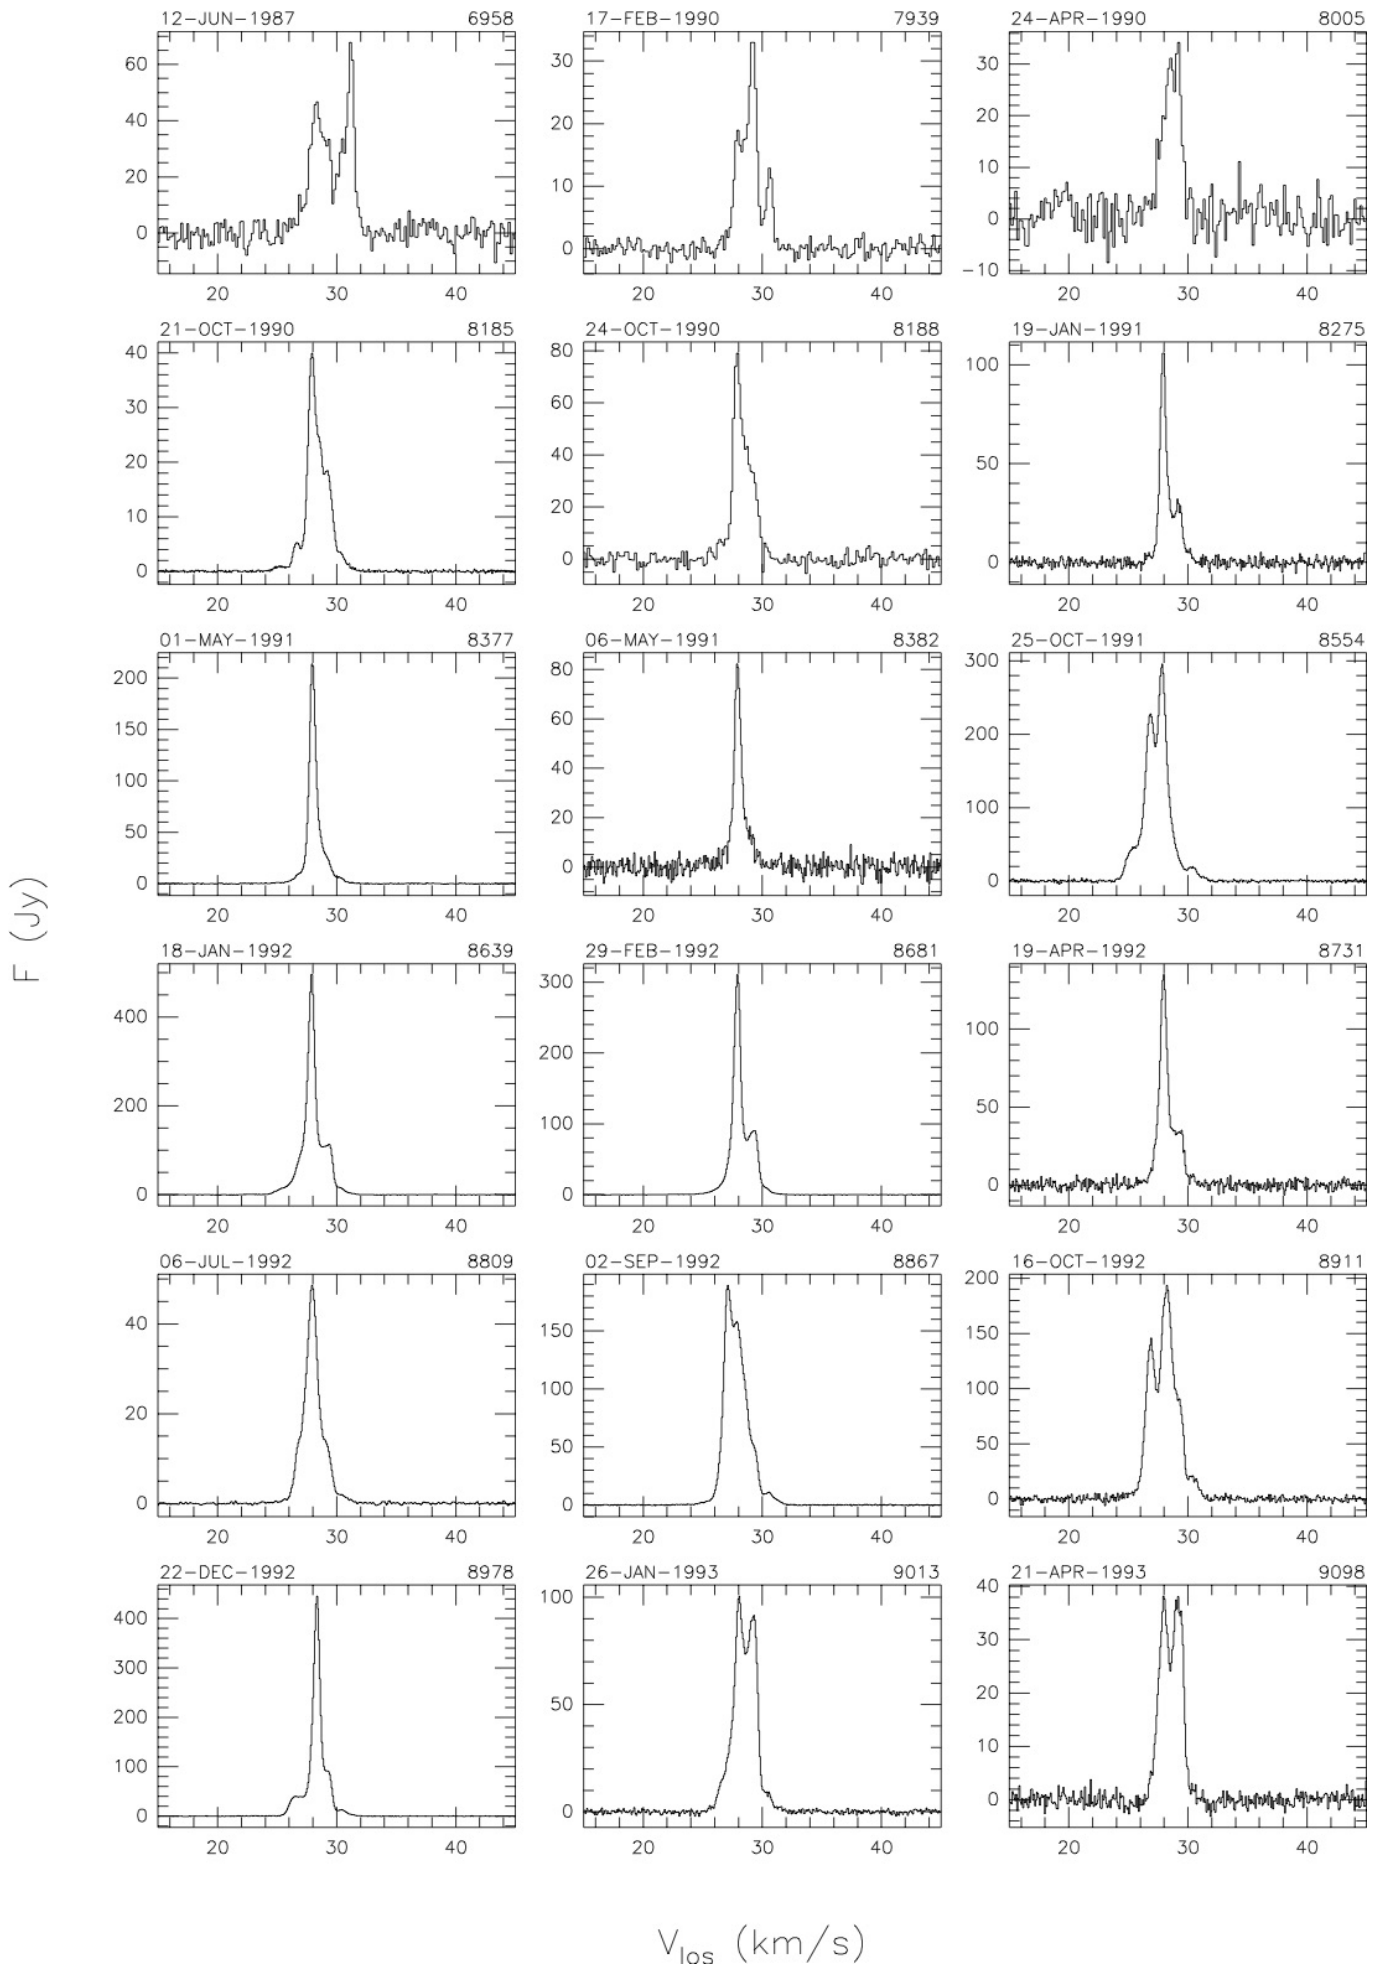 12-JUN-1987 6958 17-FEB-1990 7939 24-APR-1990 8005
60 30 30
40 20 20
20 10 10
0 0 0
-10
20 30 40 20 30 40 20 30 40
21-OCT-1990 8185 24-OCT-1990 8188 19-JAN-1991 8275
40 80 100
30 60
20 40 50
10 20
0 0 0
20 30 40 20 30 40 20 30 40
01-MAY-1991 8377 06-MAY-1991 8382 25-OCT-1991 8554
200 80 300
150 60 200
100 40
50 20 100
0 0 0
20 30 40 20 30 40 20 30 40
F (Jy)
18-JAN-1992 8639 29-FEB-1992 8681 19-APR-1992 8731
400 300 100
200 200 50
100
0 0 0
20 30 40 20 30 40 20 30 40
06-JUL-1992 8809 02-SEP-1992 8867 16-OCT-1992 8911
40 150 200
150
20 100 100
50 50
0 0 0
20 30 40 20 30 40 20 30 40
22-DEC-1992 8978 26-JAN-1993 9013 21-APR-1993 9098
400 100 40
300 30
200 50 20
100 10
0 0 0
20 30 40 20 30 40 20 30 40
V_los (km/s)